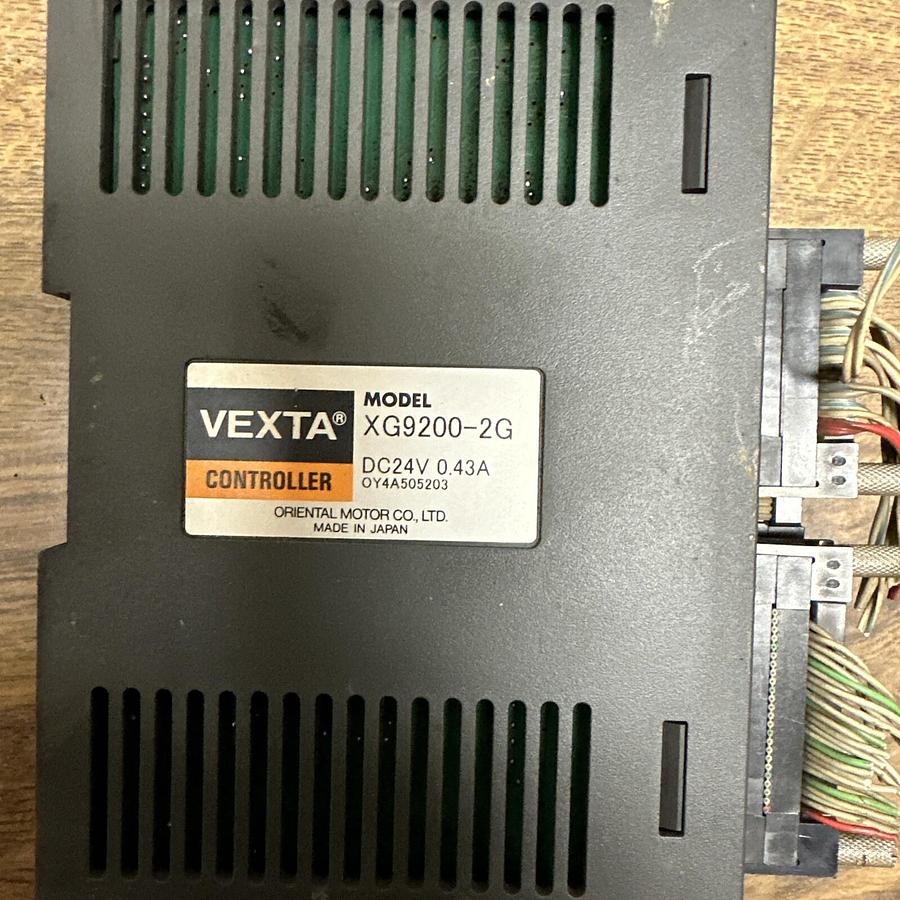 VEXTA®
CONTROLLER
MODEL
XG9200-2G
DC24V 0.43A
OY4A505203
ORIENTAL MOTOR CO., LTD.
MADE IN JAPAN